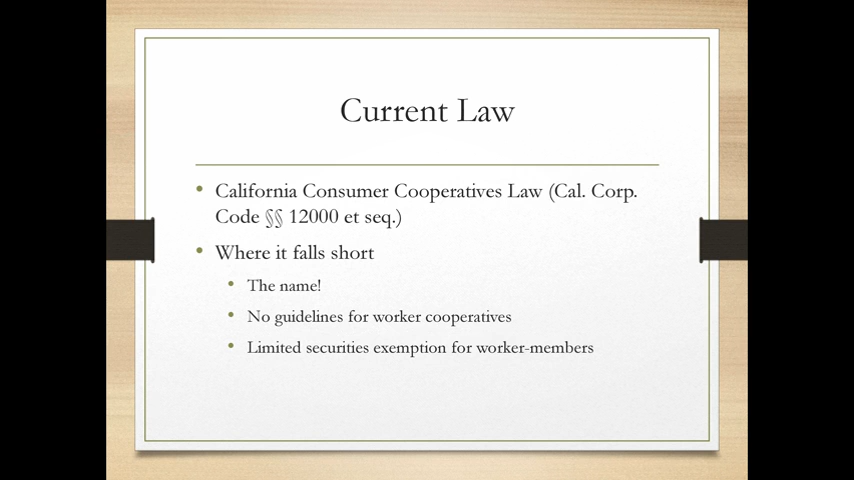 Current Law
• California Consumer Cooperatives Law (Cal. Corp.
Code §§ 12000 et seq.)
• Where it falls short
• The name!
• No guidelines for worker cooperatives
• Limited securities exemption for worker-members